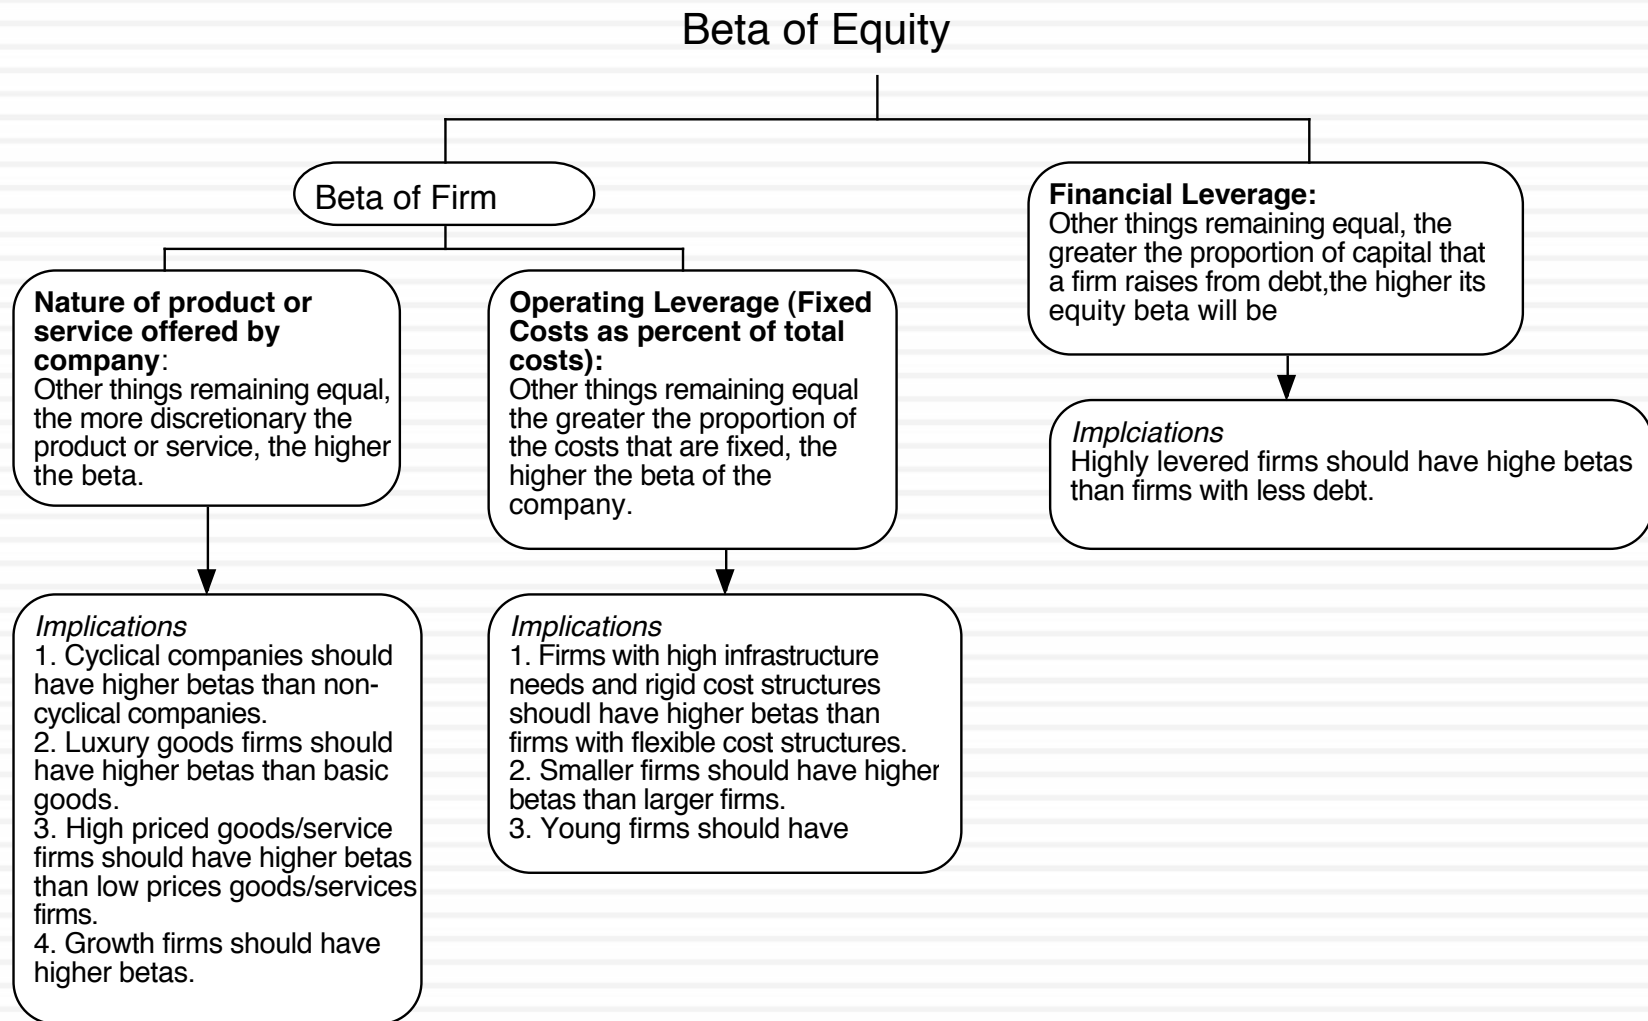 Beta of Equity
Beta of Firm
Nature of product or
service offered by
company:
Other things remaining equal,
the more discretionary the
product or service, the higher
the beta.
Operating Leverage (Fixed
Costs as percent of total
costs):
Other things remaining equal
the greater the proportion of
the costs that are fixed, the
higher the beta of the
company.
Financial Leverage:
Other things remaining equal, the
greater the proportion of capital that
a firm raises from debt,the higher its
equity beta will be
Implciations
Highly levered firms should have highe betas
than firms with less debt.
Implications
1. Cyclical companies should
have higher betas than non-
cyclical companies.
2. Luxury goods firms should
have higher betas than basic
goods.
3. High priced goods/service
firms should have higher betas
than low prices goods/services
firms.
4. Growth firms should have
higher betas.
Implications
1. Firms with high infrastructure
needs and rigid cost structures
shoudl have higher betas than
firms with flexible cost structures.
2. Smaller firms should have higher
betas than larger firms.
3. Young firms should have